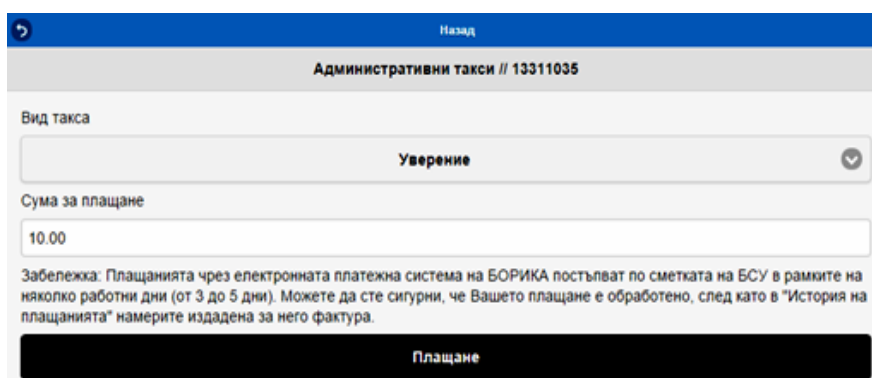 Назад
Административни такси // 13311035
Вид такса
Уверение
Сума за плащане
10.00
Забележка: Плащанията чрез електронната платежна система на БОРИКА постъпват по сметката на БСУ в рамките на
няколко работни дни (от 3 до 5 дни). Можете да сте сигурни, че Вашето плащане е обработено, след като в "История на
плащанията" намерите издадена за него фактура.
Плащане